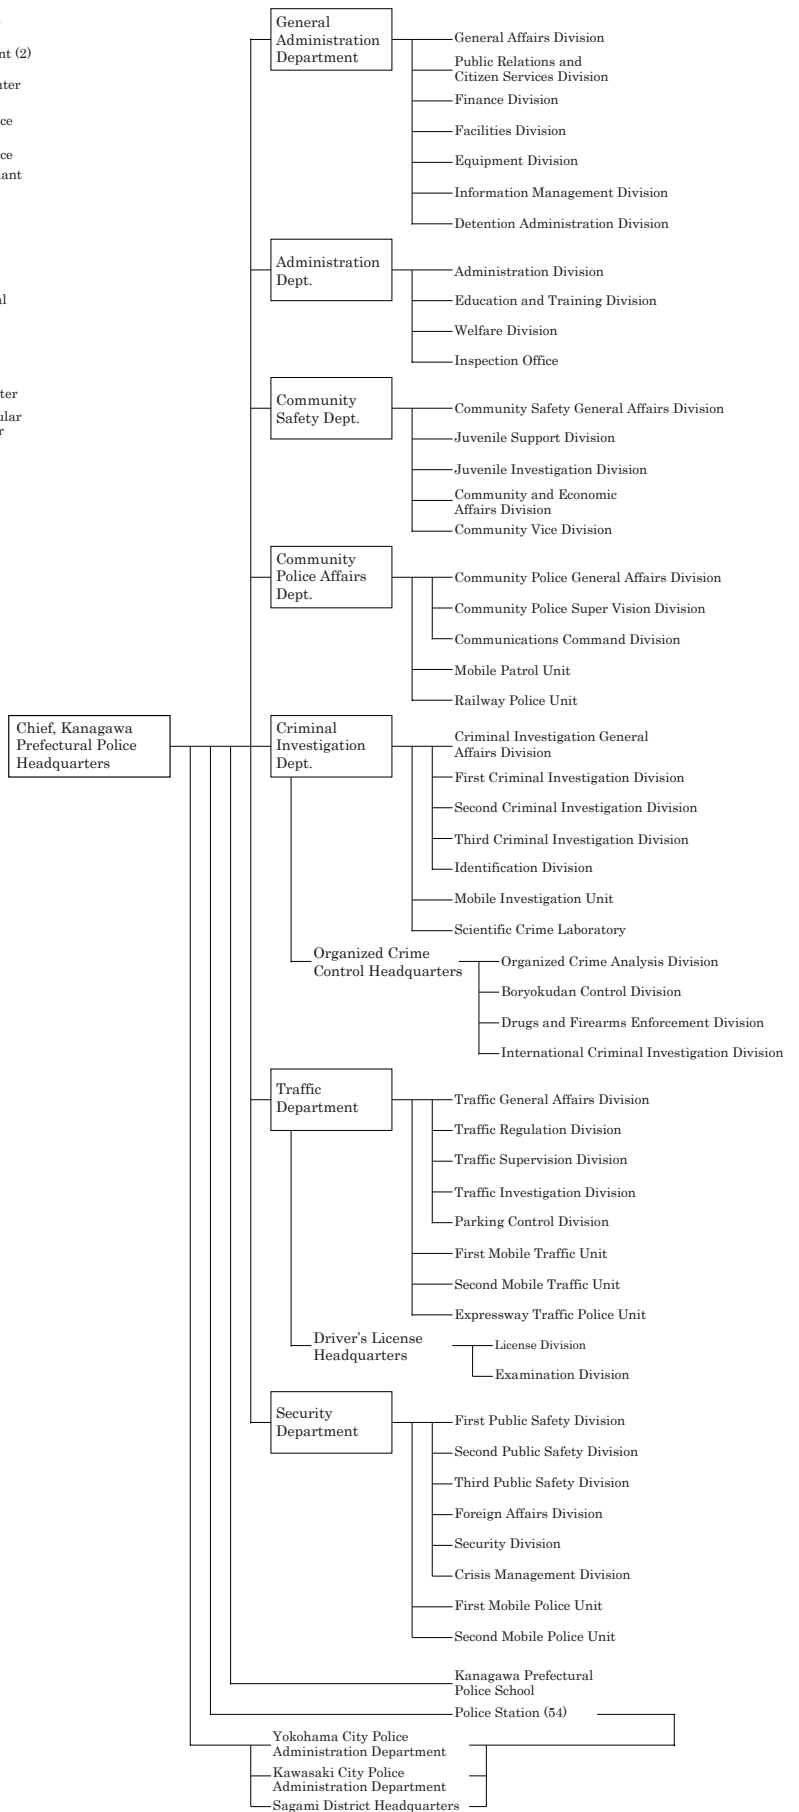 nt (2)
nter
ce
ce
ant
al
ter
ular
r
General
Administration
Department
General Affairs Division
Public Relations and
Citizen Services Division
Finance Division
Facilities Division
Equipment Division
Information Management Division
Detention Administration Division
Administration
Dept.
Administration Division
Education and Training Division
Welfare Division
Inspection Office
Community
Safety Dept.
Community Safety General Affairs Division
Juvenile Support Division
Juvenile Investigation Division
Community and Economic
Affairs Division
Community Vice Division
Community
Police Affairs
Dept.
Community Police General Affairs Division
Community Police Super Vision Division
Communications Command Division
Mobile Patrol Unit
Railway Police Unit
Chief, Kanagawa
Prefectural Police
Headquarters
Criminal
Investigation
Dept.
Criminal Investigation General
Affairs Division
First Criminal Investigation Division
Second Criminal Investigation Division
Third Criminal Investigation Division
Identification Division
Mobile Investigation Unit
Scientific Crime Laboratory
Organized Crime
Control Headquarters
Organized Crime Analysis Division
Boryokudan Control Division
Drugs and Firearms Enforcement Division
International Criminal Investigation Division
Traffic
Department
Traffic General Affairs Division
Traffic Regulation Division
Traffic Supervision Division
Traffic Investigation Division
Parking Control Division
First Mobile Traffic Unit
Second Mobile Traffic Unit
Expressway Traffic Police Unit
Driver's License
Headquarters
License Division
Examination Division
Security
Department
First Public Safety Division
Second Public Safety Division
Third Public Safety Division
Foreign Affairs Division
Security Division
Crisis Management Division
First Mobile Police Unit
Second Mobile Police Unit
Kanagawa Prefectural
Police School
Police Station (54)
Yokohama City Police
Administration Department
Kawasaki City Police
Administration Department
Sagami District Headquarters